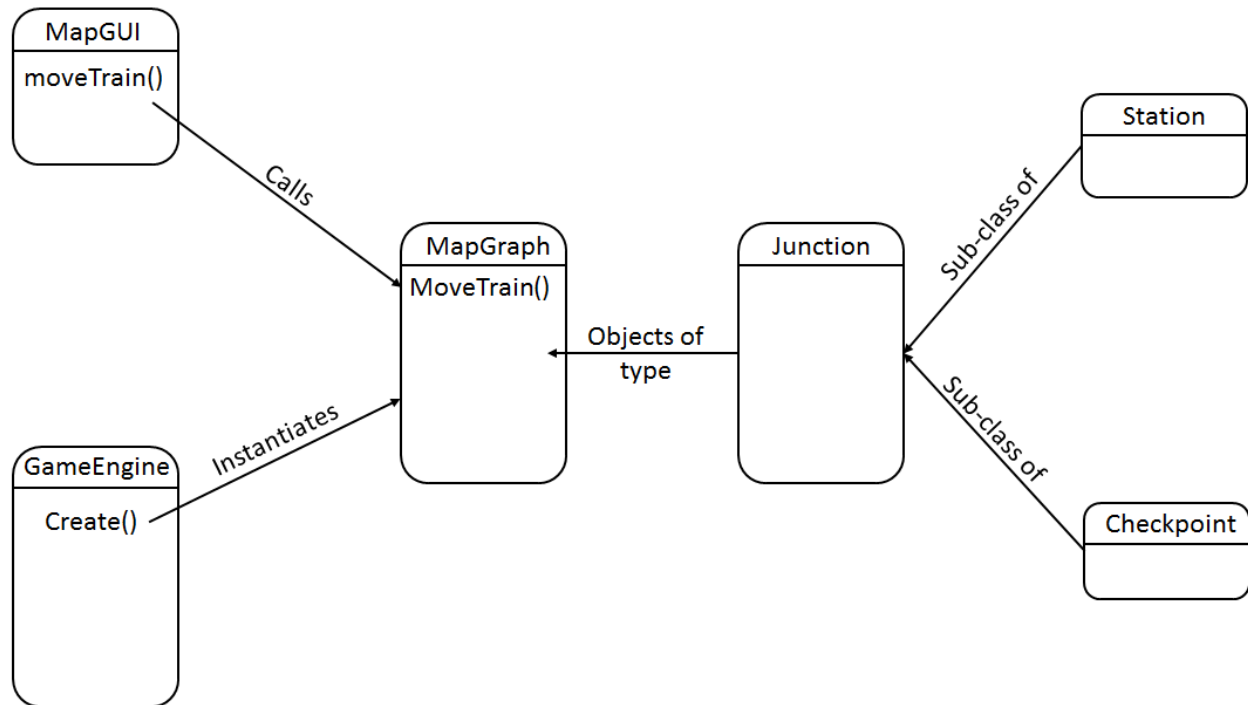 MapGUI
moveTrain()
Calls
MapGraph
MoveTrain()
Instantiates
GameEngine
Create()
Objects of
type
Junction
Station
Sub-class of
Sub-class of
Checkpoint